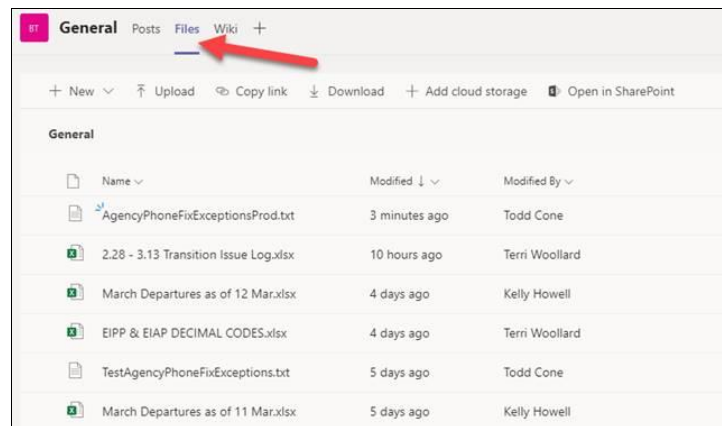 BT General Posts Files Wiki +
+ New Upload Copy link Download + Add cloud storage Open in SharePoint
General
Name Modified ↓ Modified By
AgencyPhoneFixExceptionsProd.txt 3 minutes ago Todd Cone
2.28 - 3.13 Transition Issue Log.xlsx 10 hours ago Terri Woollard
March Departures as of 12 Mar.xlsx 4 days ago Kelly Howell
EIPP & EIAP DECIMAL CODES.xlsx 4 days ago Terri Woollard
TestAgencyPhoneFixExceptions.txt 5 days ago Todd Cone
March Departures as of 11 Mar.xlsx 5 days ago Kelly Howell